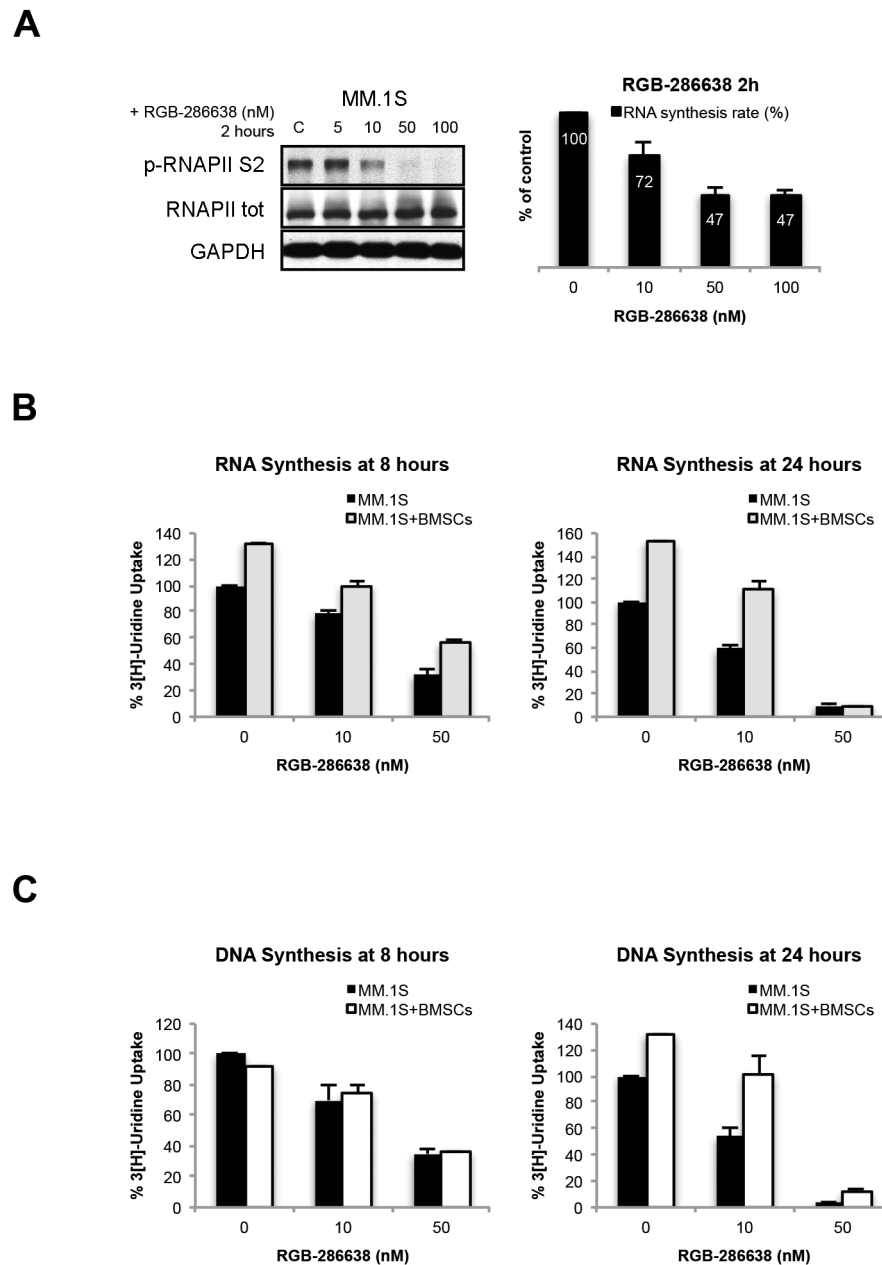 A
MM.1S
+ RGB-286638 (nM)
2 hours
C 5 10 50 100
p-RNAPII S2
RNAPII tot
GAPDH
RGB-286638 2h
RNA synthesis rate (%)
% of control
100
72
47
47
0 10 50 100
RGB-286638 (nM)
B
RNA Synthesis at 8 hours
MM.1S
MM.1S+BMSCs
% 3[H]-Uridine Uptake
140
120
100
80
60
40
20
0
0 10 50
RGB-286638 (nM)
RNA Synthesis at 24 hours
MM.1S
MM.1S+BMSCs
% 3[H]-Uridine Uptake
160
140
120
100
80
60
40
20
0
0 10 50
RGB-286638 (nM)
C
DNA Synthesis at 8 hours
MM.1S
MM.1S+BMSCs
% 3[H]-Uridine Uptake
120
100
80
60
40
20
0
0 10 50
RGB-286638 (nM)
DNA Synthesis at 24 hours
MM.1S
MM.1S+BMSCs
% 3[H]-Uridine Uptake
140
120
100
80
60
40
20
0
0 10 50
RGB-286638 (nM)